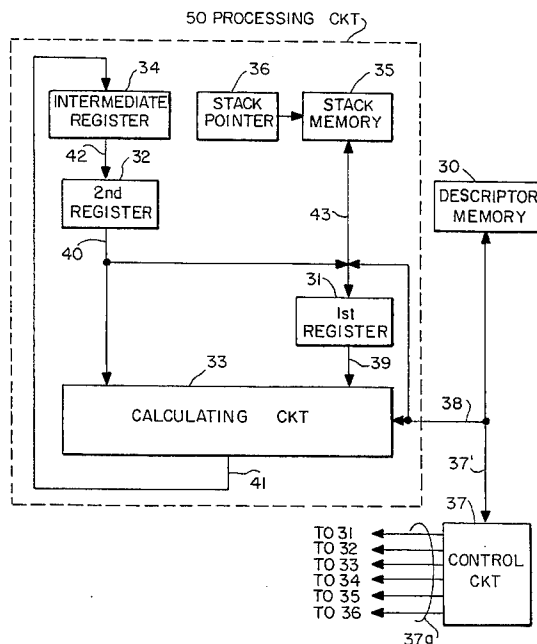 50 PROCESSING CKT
34
INTERMEDIATE
REGISTER
36
STACK
POINTER
35
STACK
MEMORY
42
32
2nd
REGISTER
30
DESCRIPTOR
MEMORY
43
40
31
1st
REGISTER
33
39
CALCULATING CKT
38
41
37'
37
CONTROL
CKT
TO 31
TO 32
TO 33
TO 34
TO 35
TO 36
37a